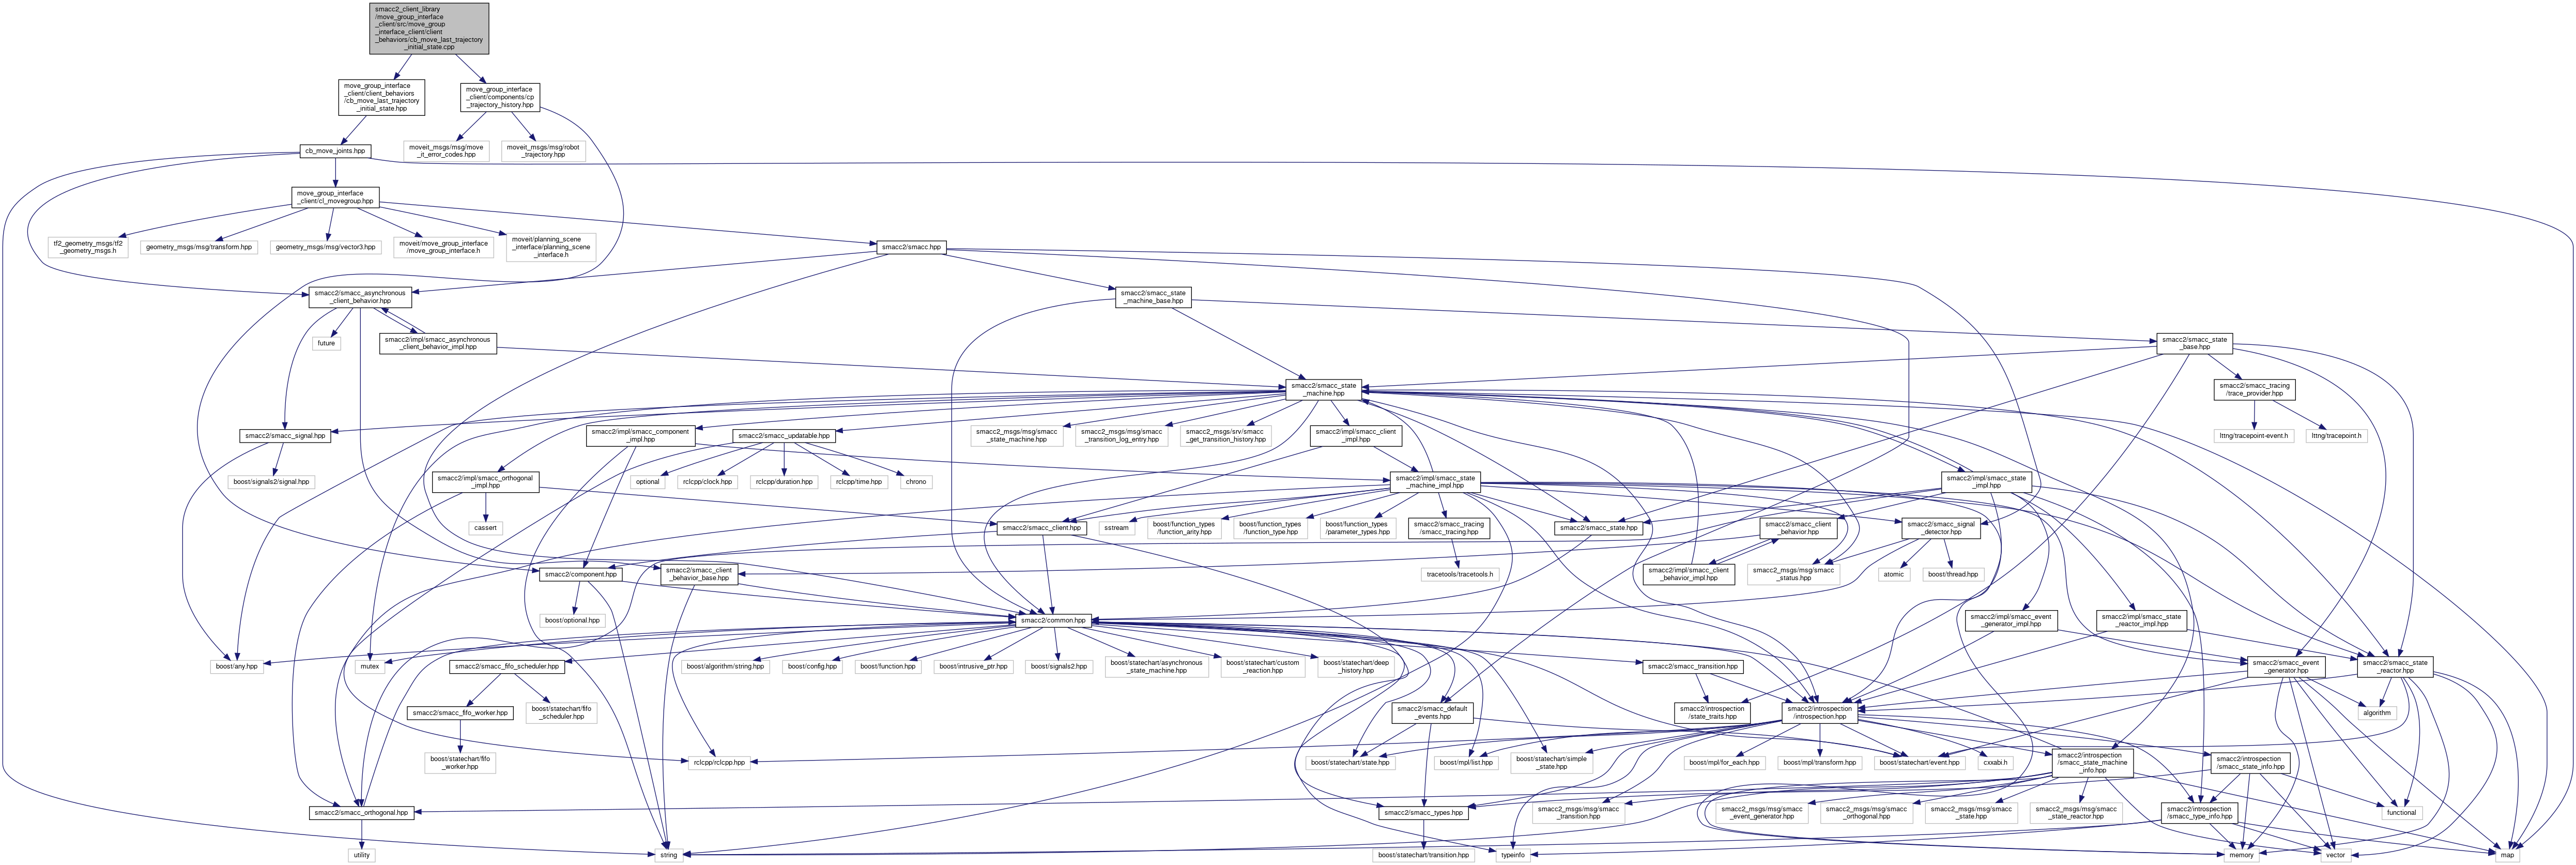 smacc2_client_library
/move_group_interface
_client/src/move_group
_interface_client/client
_behaviors/cb_move_last_trajectory
_initial_state.cpp
move_group_interface
_client/client_behaviors
/cb_move_last_trajectory
_initial_state.hpp
move_group_interface
_client/components/cp
_trajectory_history.hpp
cb_move_joints.hpp
moveit_msgs/msg/move
_it_error_codes.hpp
moveit_msgs/msg/robot
_trajectory.hpp
move_group_interface
_client/cl_movegroup.hpp
tf2_geometry_msgs/tf2
_geometry_msgs.h
geometry_msgs/msg/transform.hpp
geometry_msgs/msg/vector3.hpp
moveit/move_group_interface
/move_group_interface.h
moveit/planning_scene
_interface/planning_scene
_interface.h
smacc2/smacc.hpp
smacc2/smacc_asynchronous
_client_behavior.hpp
smacc2/smacc_state
_machine_base.hpp
future
smacc2/impl/smacc_asynchronous
_client_behavior_impl.hpp
smacc2/smacc_state
_base.hpp
smacc2/smacc_state
_machine.hpp
smacc2/smacc_tracing
/trace_provider.hpp
smacc2/smacc_signal.hpp
smacc2/impl/smacc_component
_impl.hpp
smacc2/smacc_updatable.hpp
smacc2_msgs/msg/smacc
_state_machine.hpp
smacc2_msgs/msg/smacc
_transition_log_entry.hpp
smacc2_msgs/srv/smacc
_get_transition_history.hpp
smacc2/impl/smacc_client
_impl.hpp
lttng/tracepoint-event.h
lttng/tracepoint.h
boost/signals2/signal.hpp
smacc2/impl/smacc_orthogonal
_impl.hpp
optional
rclcpp/clock.hpp
rclcpp/duration.hpp
rclcpp/time.hpp
chrono
smacc2/impl/smacc_state
_machine_impl.hpp
smacc2/impl/smacc_state
_impl.hpp
cassert
smacc2/smacc_client.hpp
sstream
boost/function_types
/function_arity.hpp
boost/function_types
/function_type.hpp
boost/function_types
/parameter_types.hpp
smacc2/smacc_tracing
/smacc_tracing.hpp
smacc2/smacc_state.hpp
smacc2/smacc_client
_behavior.hpp
smacc2/smacc_signal
_detector.hpp
smacc2/component.hpp
smacc2/smacc_client
_behavior_base.hpp
tracetools/tracetools.h
smacc2/impl/smacc_client
_behavior_impl.hpp
smacc2_msgs/msg/smacc
_status.hpp
atomic
boost/thread.hpp
boost/optional.hpp
smacc2/common.hpp
smacc2/impl/smacc_event
_generator_impl.hpp
smacc2/impl/smacc_state
_reactor_impl.hpp
boost/any.hpp
mutex
smacc2/smacc_fifo_scheduler.hpp
boost/algorithm/string.hpp
boost/config.hpp
boost/function.hpp
boost/intrusive_ptr.hpp
boost/signals2.hpp
boost/statechart/asynchronous
_state_machine.hpp
boost/statechart/custom
_reaction.hpp
boost/statechart/deep
_history.hpp
smacc2/smacc_transition.hpp
smacc2/smacc_event
_generator.hpp
smacc2/smacc_state
_reactor.hpp
smacc2/smacc_fifo_worker.hpp
boost/statechart/fifo
_scheduler.hpp
smacc2/smacc_default
_events.hpp
smacc2/introspection
/state_traits.hpp
smacc2/introspection
/introspection.hpp
algorithm
boost/statechart/fifo
_worker.hpp
rclcpp/rclcpp.hpp
boost/statechart/state.hpp
boost/mpl/list.hpp
boost/statechart/simple
_state.hpp
boost/mpl/for_each.hpp
boost/mpl/transform.hpp
boost/statechart/event.hpp
cxxabi.h
smacc2/introspection
/smacc_state_machine
_info.hpp
smacc2/introspection
/smacc_state_info.hpp
smacc2/smacc_orthogonal.hpp
smacc2/smacc_types.hpp
smacc2_msgs/msg/smacc
_transition.hpp
smacc2_msgs/msg/smacc
_event_generator.hpp
smacc2_msgs/msg/smacc
_orthogonal.hpp
smacc2_msgs/msg/smacc
_state.hpp
smacc2_msgs/msg/smacc
_state_reactor.hpp
smacc2/introspection
/smacc_type_info.hpp
functional
utility
string
boost/statechart/transition.hpp
typeinfo
memory
vector
map